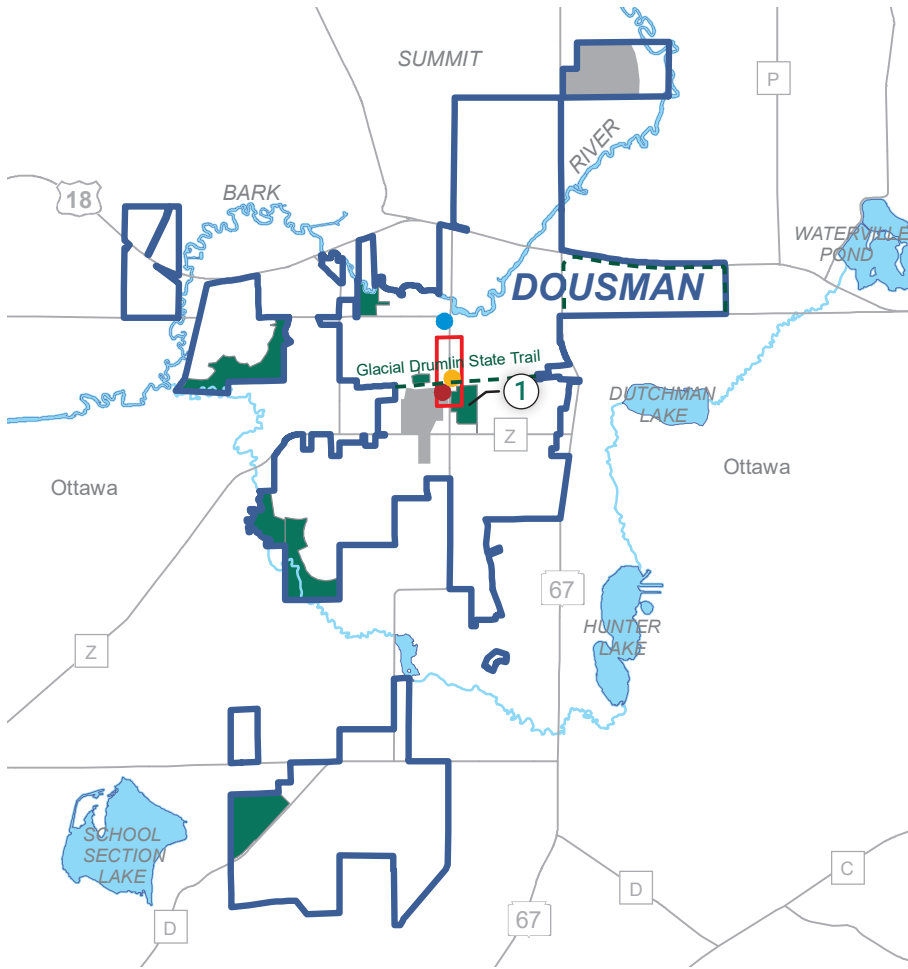 SUMMIT
P
RIVER
18
BARK
WATERVILLE
POND
DOUSMAN
Glacial Drumlin State Trail
1
DUTCHMAN
LAKE
Z
Ottawa
Ottawa
67
HUNTER
LAKE
Z
SCHOOL
SECTION
LAKE
C
D
67
D